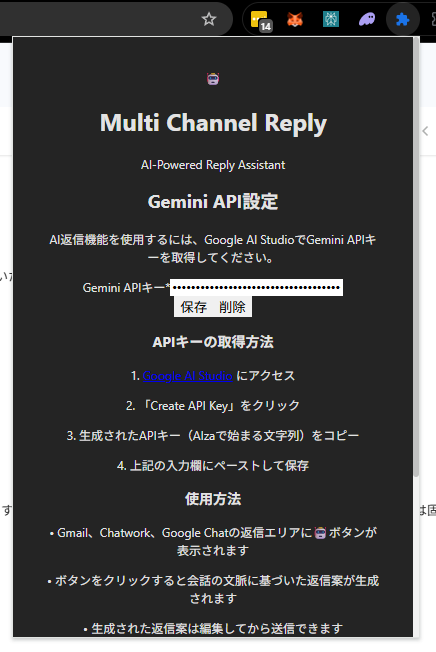 14
Multi Channel Reply
AI-Powered Reply Assistant
Gemini API設定
AI返信機能を使用するには、Google AI StudioでGemini APIキ
ーを取得してください。
Gemini APIキー*••••••••••••••••••••••••••••••••••••••
保存 削除
APIキーの取得方法
1. Google AI Studio にアクセス
2. 「Create API Key」をクリック
3. 生成されたAPIキー（AIzaで始まる文字列）をコピー
4. 上記の入力欄にペーストして保存
使用方法
• Gmail、Chatwork、Google Chatの返信エリアに🤖ボタンが
表示されます
• ボタンをクリックすると会話の文脈に基づいた返信案が生成
されます
• 生成された返信案は編集してから送信できます